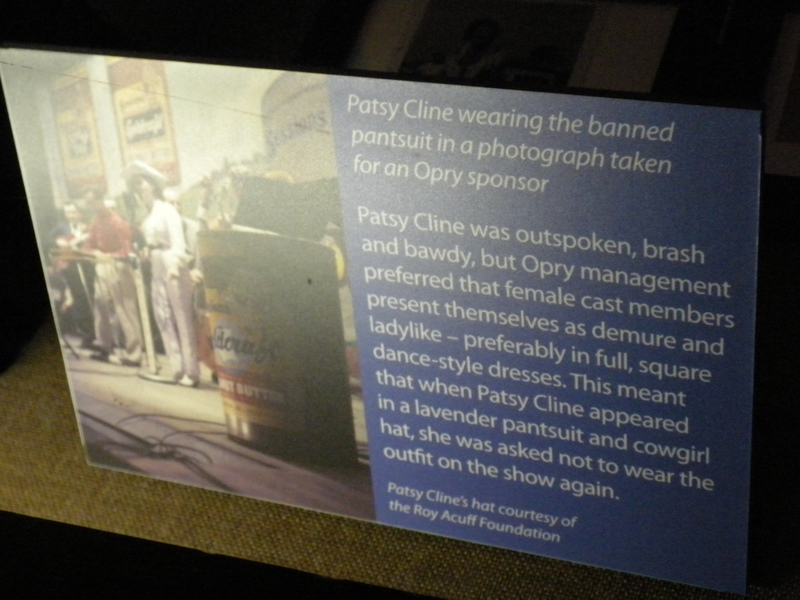 Patsy Cline wearing the banned
pantsuit in a photograph taken
for an Opry sponsor
Patsy Cline was outspoken, brash
and bawdy, but Opry management
preferred that female cast members
present themselves as demure and
ladylike – preferably in full, square
dance-style dresses. This meant
that when Patsy Cline appeared
in a lavender pantsuit and cowgirl
hat, she was asked not to wear the
outfit on the show again.
Patsy Cline's hat courtesy of
the Roy Acuff Foundation